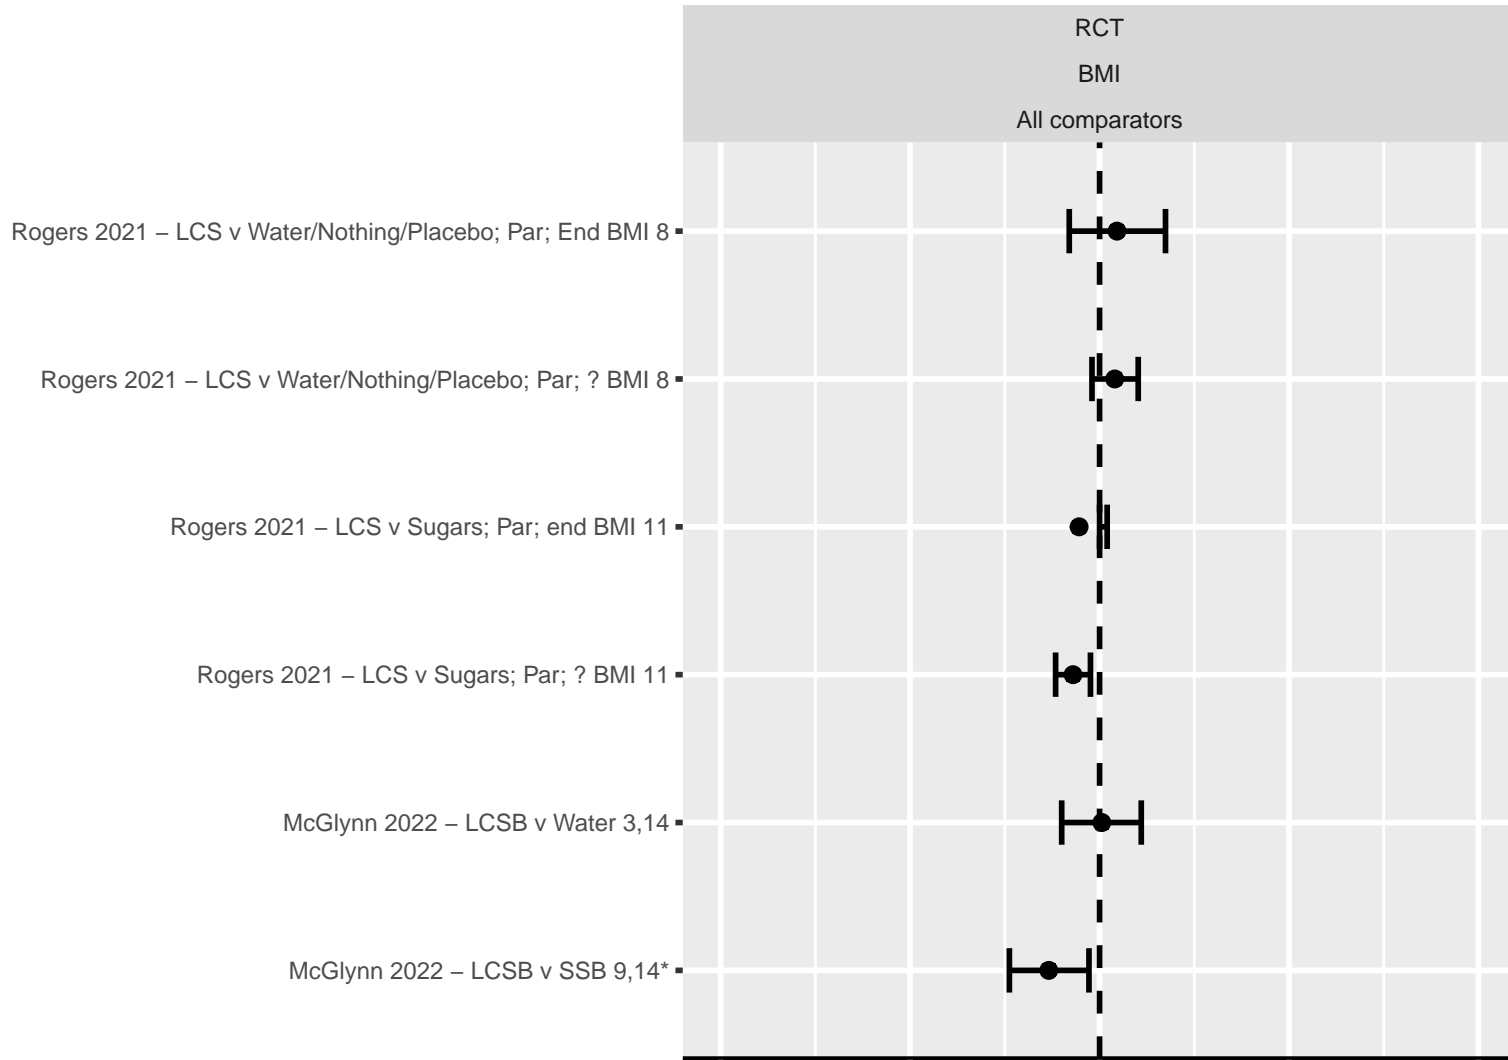 RCT
BMI
All comparators
Rogers 2021 – LCS v Water/Nothing/Placebo; Par; End BMI 8
Rogers 2021 – LCS v Water/Nothing/Placebo; Par; ? BMI 8
Rogers 2021 – LCS v Sugars; Par; end BMI 11
Rogers 2021 – LCS v Sugars; Par; ? BMI 11
McGlynn 2022 – LCSB v Water 3,14
McGlynn 2022 – LCSB v SSB 9,14*